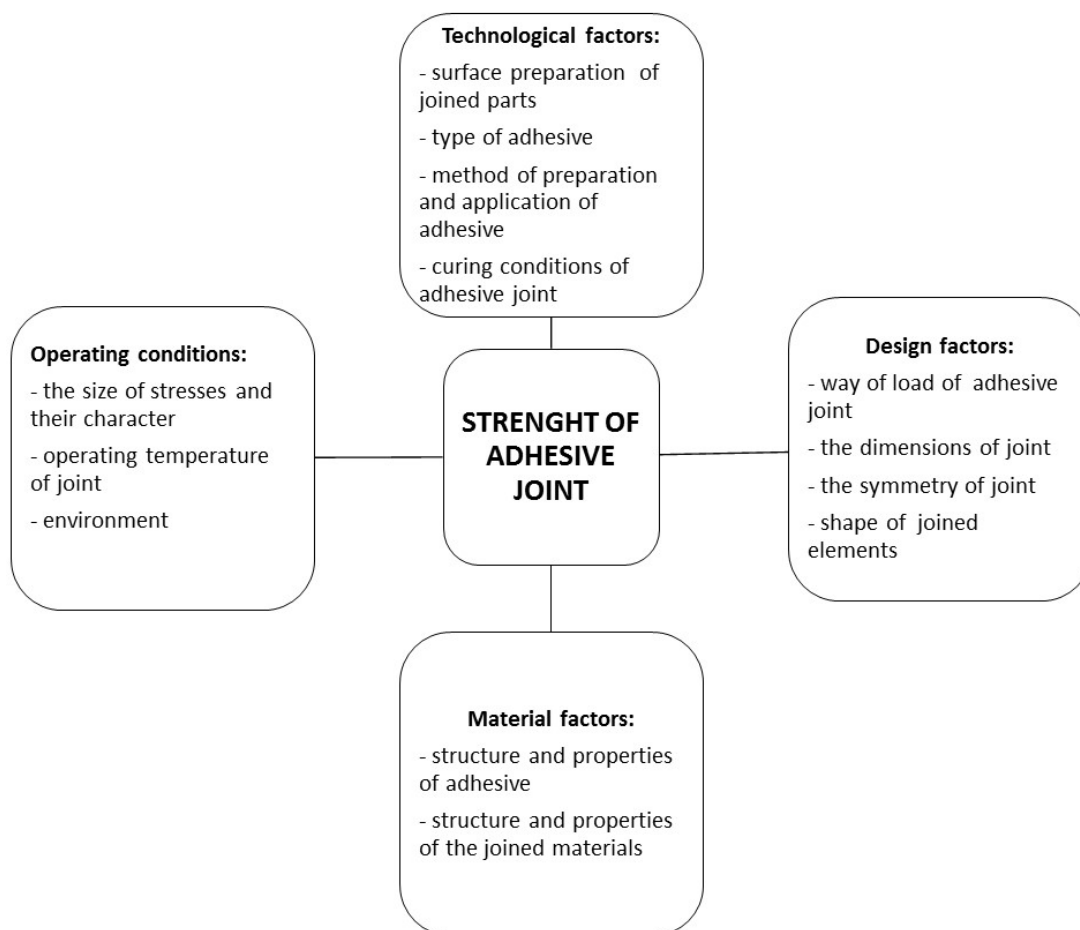 Technological factors:
- surface preparation of
joined parts
- type of adhesive
- method of preparation
and application of
adhesive
- curing conditions of
adhesive joint
Operating conditions:
- the size of stresses and
their character
- operating temperature
of joint
- environment
STRENGHT OF
ADHESIVE
JOINT
Design factors:
- way of load of adhesive
joint
- the dimensions of joint
- the symmetry of joint
- shape of joined
elements
Material factors:
- structure and properties
of adhesive
- structure and properties
of the joined materials